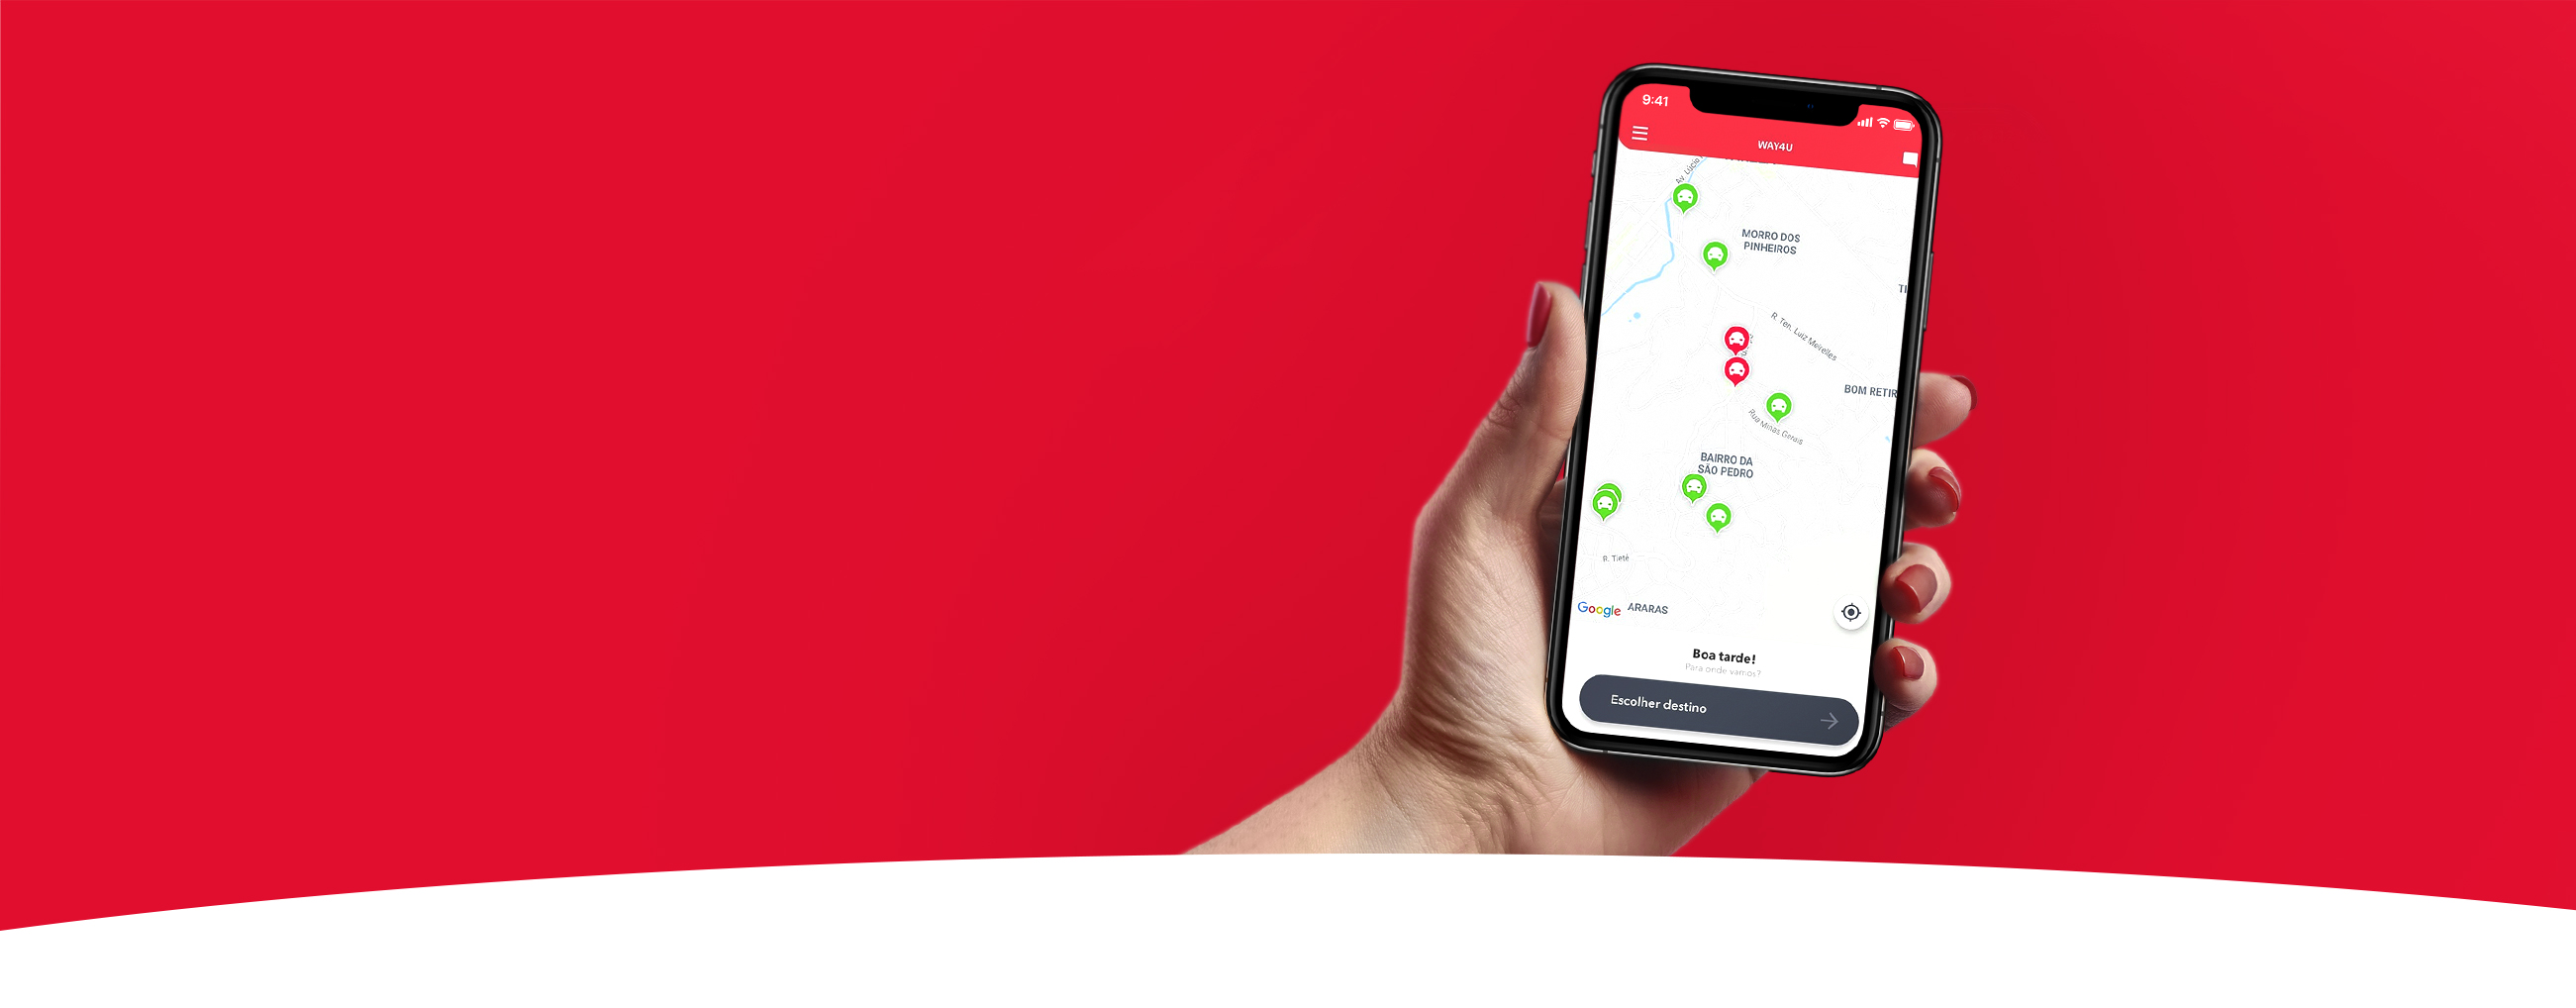 9:41
WAY4U
Av. Lúcio
MORRO DOS
PINHEIROS
R. Ten. Luiz Meirelles
BOM RETIR
Rua Minas Gerais
BAIRRO DA
SÃO PEDRO
R. Tietê
Google
ARARAS
Boa tarde!
Para onde vamos?
Escolher destino